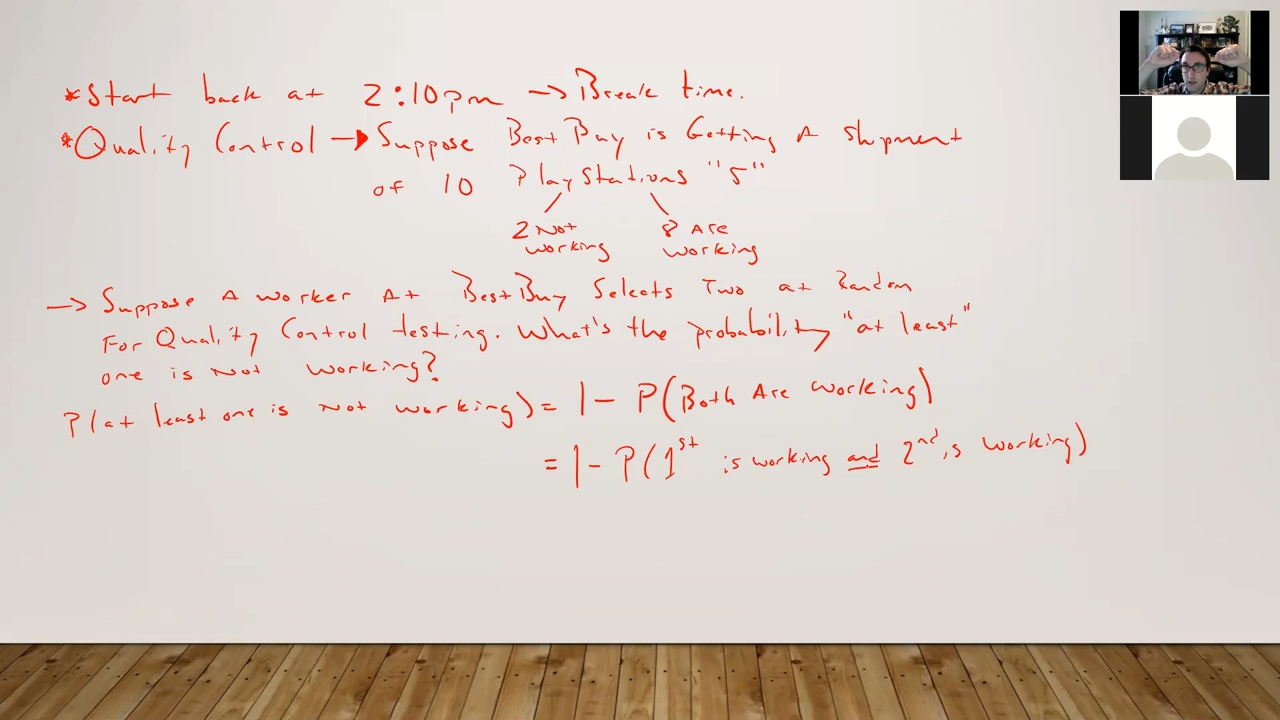 *Start back at 2:10pm → Break time.
*Quality Control → Suppose Best Buy is Getting A shipment
of 10 PlayStations "5"
2 Not working
8 Are working
→ Suppose A worker At Best Buy Selects Two at Random
For Quality Control testing. What's the probability "at least"
one is Not working?
P(at least one is Not working) = 1 - P(Both Are working)
= 1 - P(1st is working and 2nd is working)